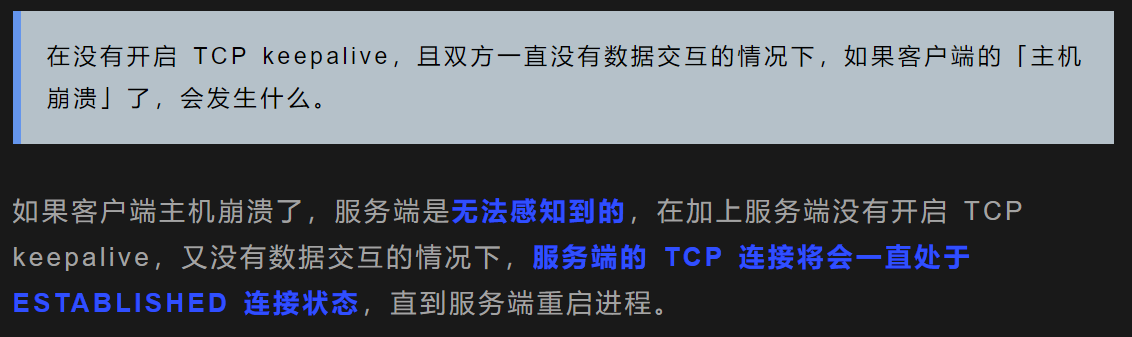 在没有开启 TCP keepalive，且双方一直没有数据交互的情况下，如果客户端的「主机
崩溃」了，会发生什么。
如果客户端主机崩溃了，服务端是无法感知到的，在加上服务端没有开启 TCP
keepalive，又没有数据交互的情况下，服务端的 TCP 连接将会一直处于
ESTABLISHED 连接状态，直到服务端重启进程。